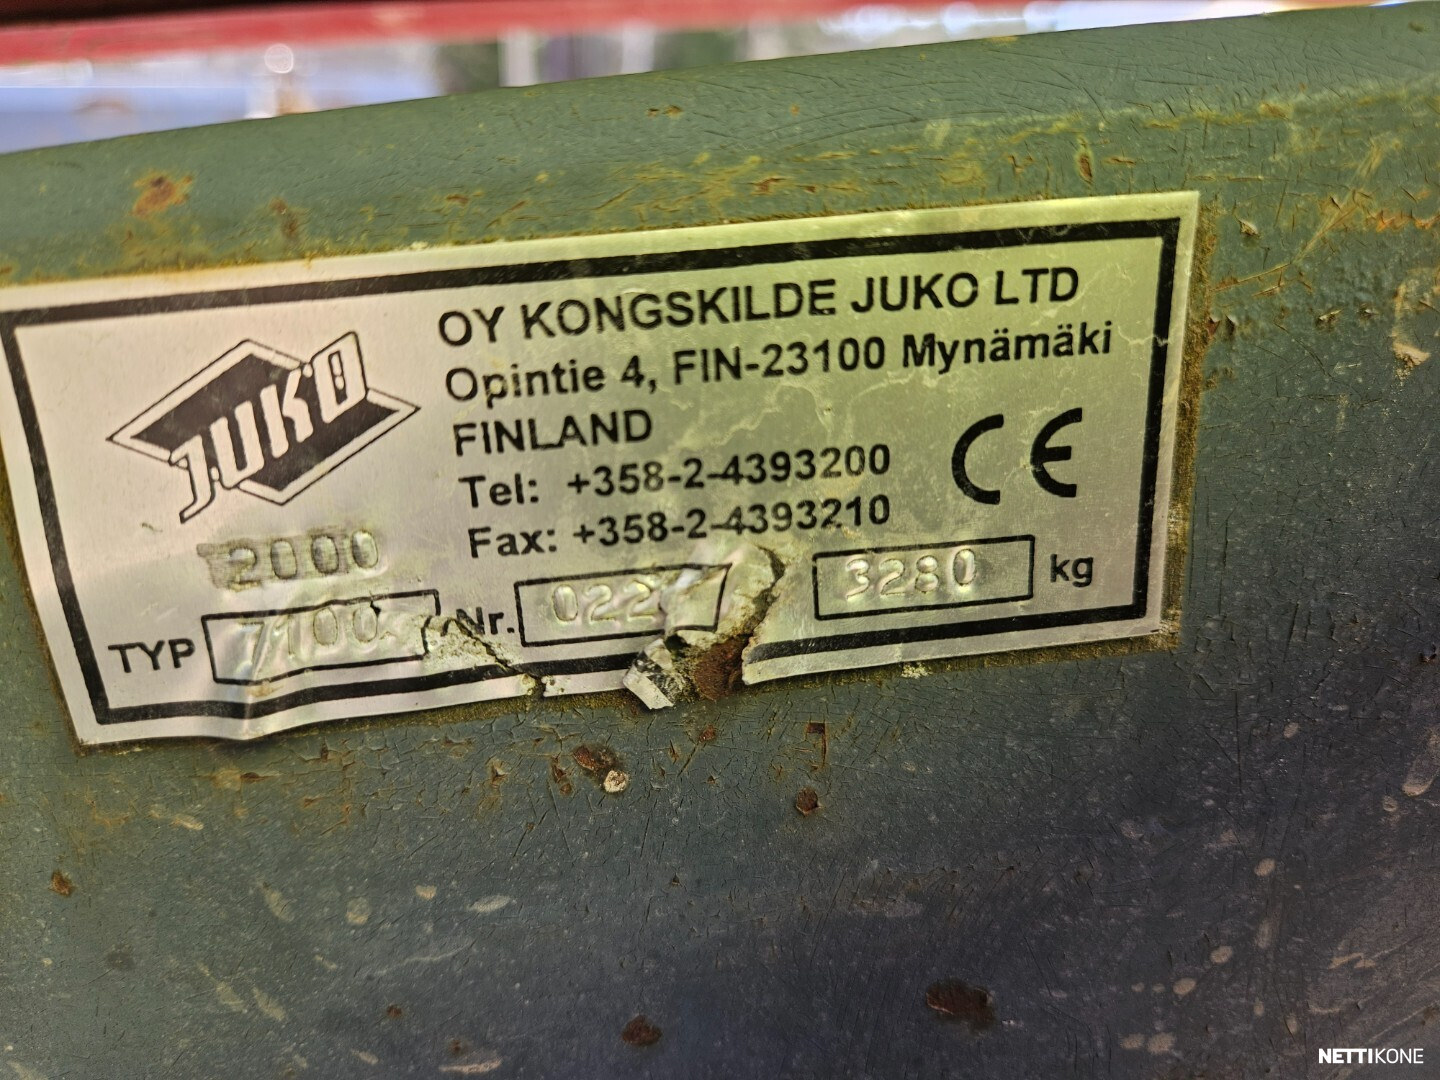 OY KONGSKILDE JUKO LTD
Opintie 4, FIN-23100 Mynämäki
FINLAND
Tel: +358-2-4393200
Fax: +358-2-4393210
JUKO
CE
2000
TYP 7100 Nr. 3280 kg
NETTIKONE